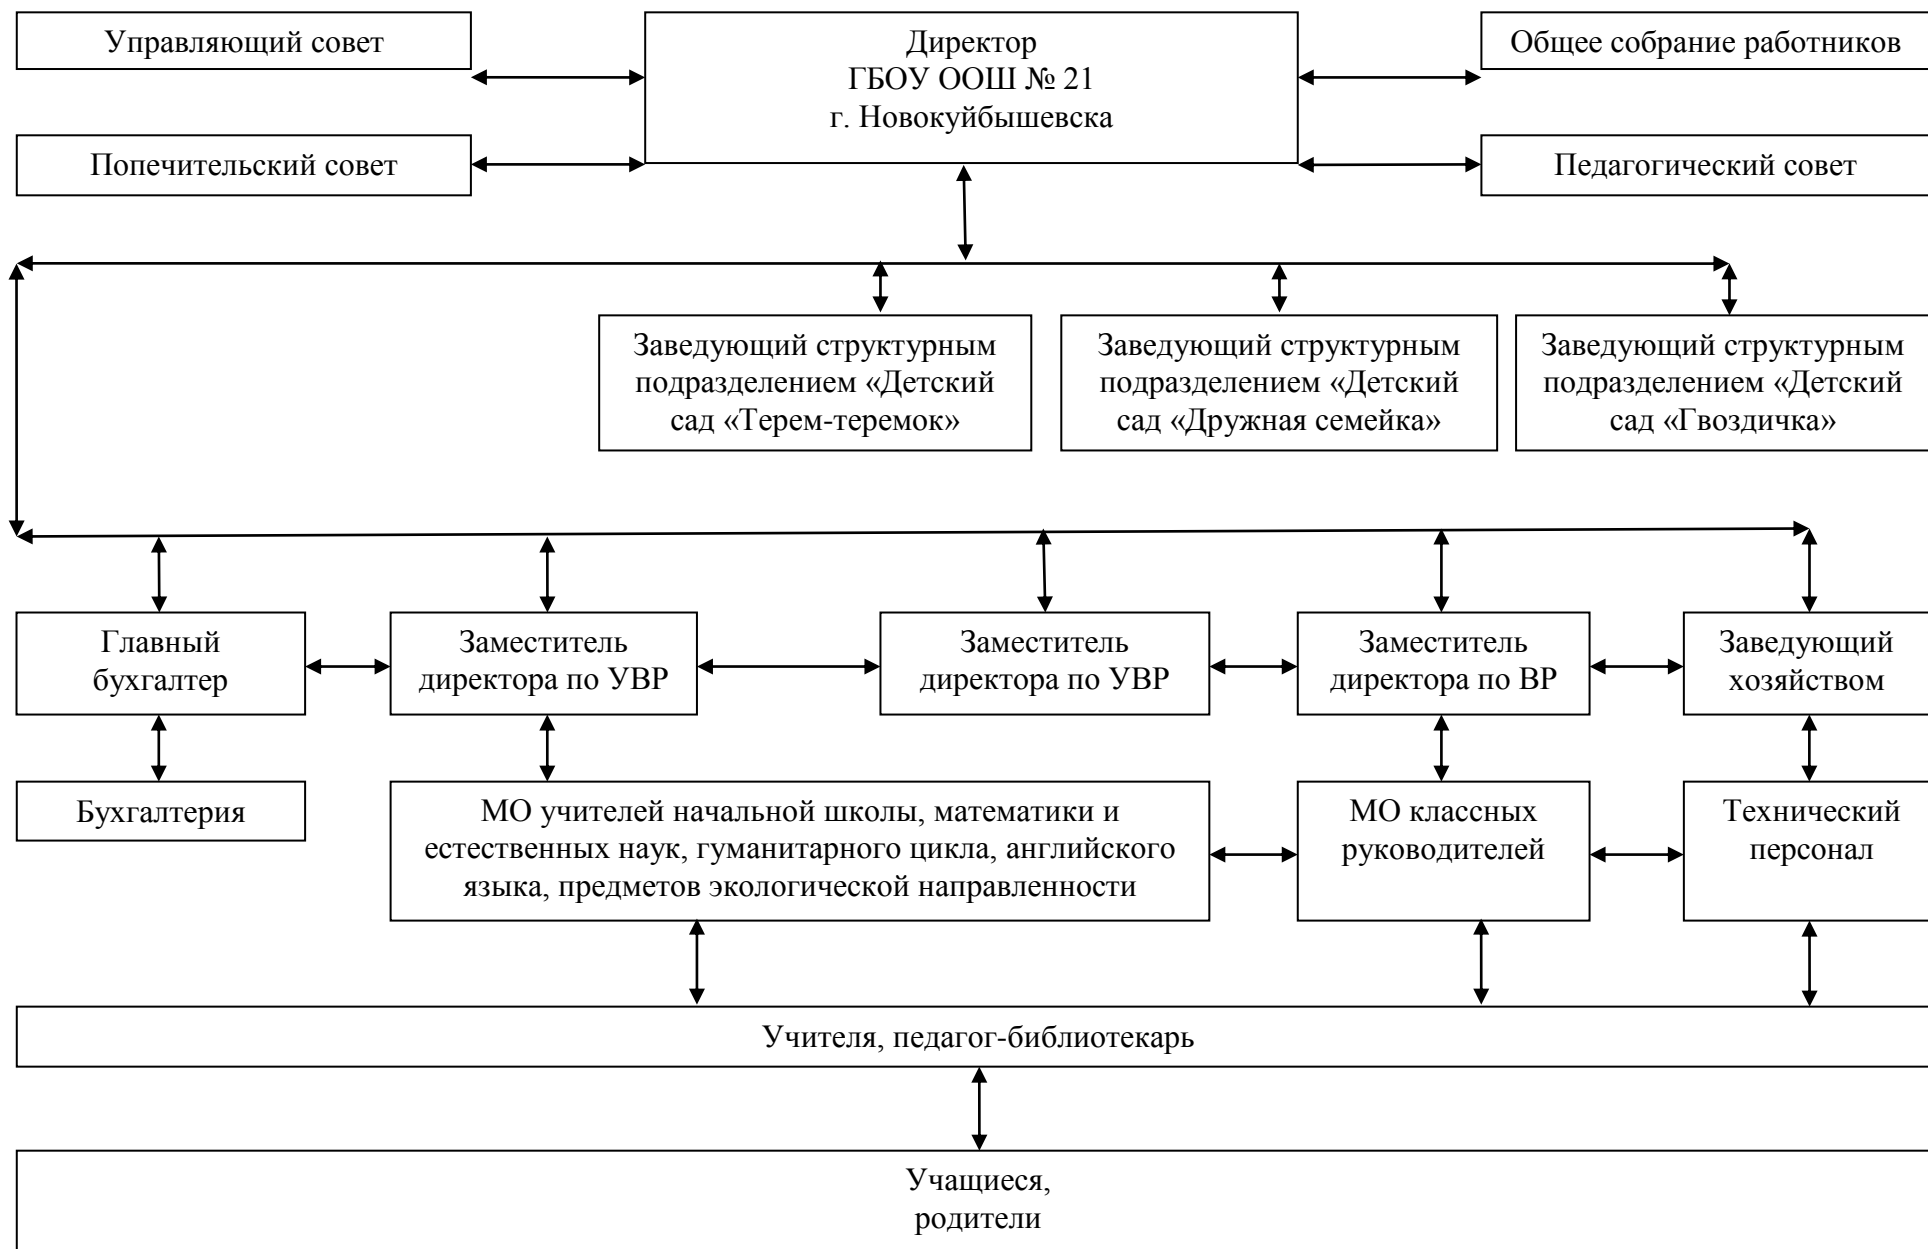 Управляющий совет
Директор
ГБОУ ООШ № 21
г. Новокуйбышевска
Общее собрание работников
Попечительский совет
Педагогический совет
Заведующий структурным
подразделением «Детский
сад «Терем-теремок»
Заведующий структурным
подразделением «Детский
сад «Дружная семейка»
Заведующий структурным
подразделением «Детский
сад «Гвоздичка»
Главный
бухгалтер
Заместитель
директора по УВР
Заместитель
директора по УВР
Заместитель
директора по ВР
Заведующий
хозяйством
Бухгалтерия
МО учителей начальной школы, математики и
естественных наук, гуманитарного цикла, английского
языка, предметов экологической направленности
МО классных
руководителей
Технический
персонал
Учителя, педагог-библиотекарь
Учащиеся,
родители